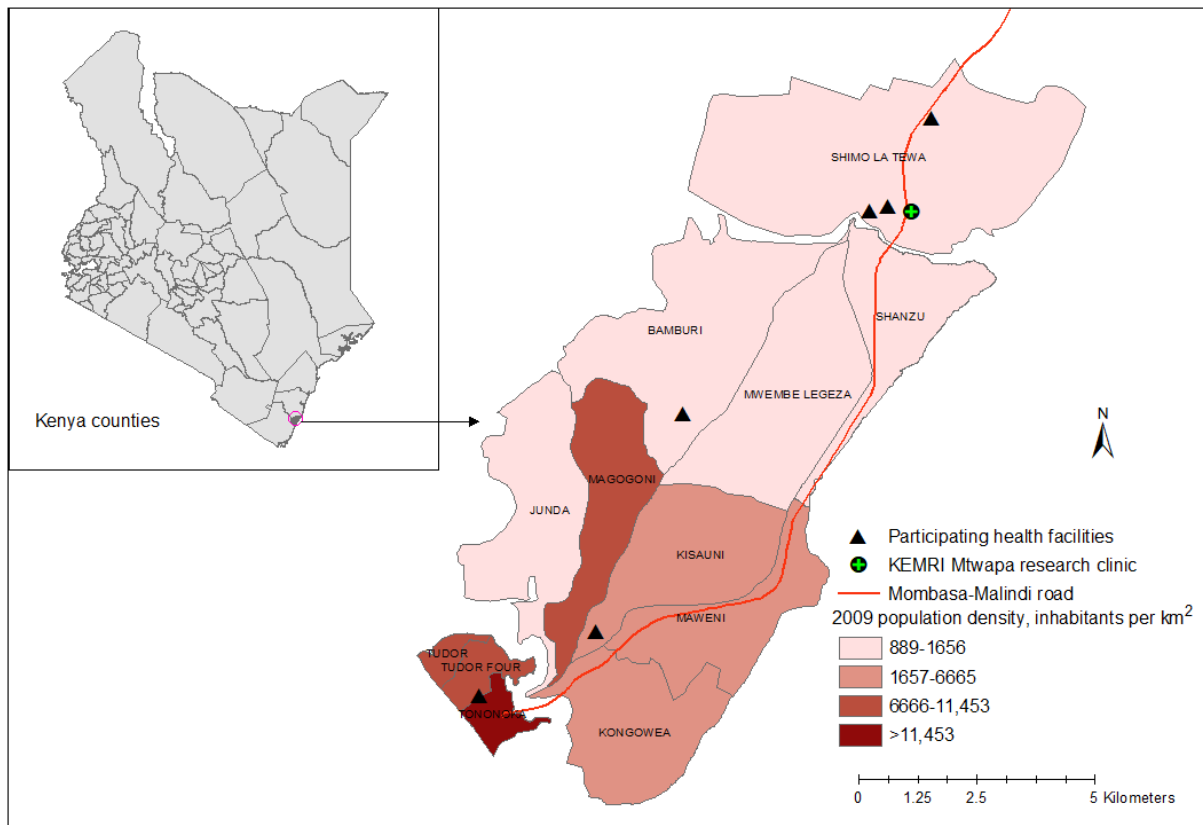 Kenya counties
SHIMO LA TEWA
BAMBURI
SHANZU
MWEMBE LEGEZA
MAGOGONI
JUNDA
KISAUNI
MAWENI
TUDOR
TUDOR FOUR
TONONOKA
KONGOWEA
N
Participating health facilities
KEMRI Mtwapa research clinic
Mombasa-Malindi road
2009 population density, inhabitants per km²
889-1656
1657-6665
6666-11,453
>11,453
0 1.25 2.5 5 Kilometers